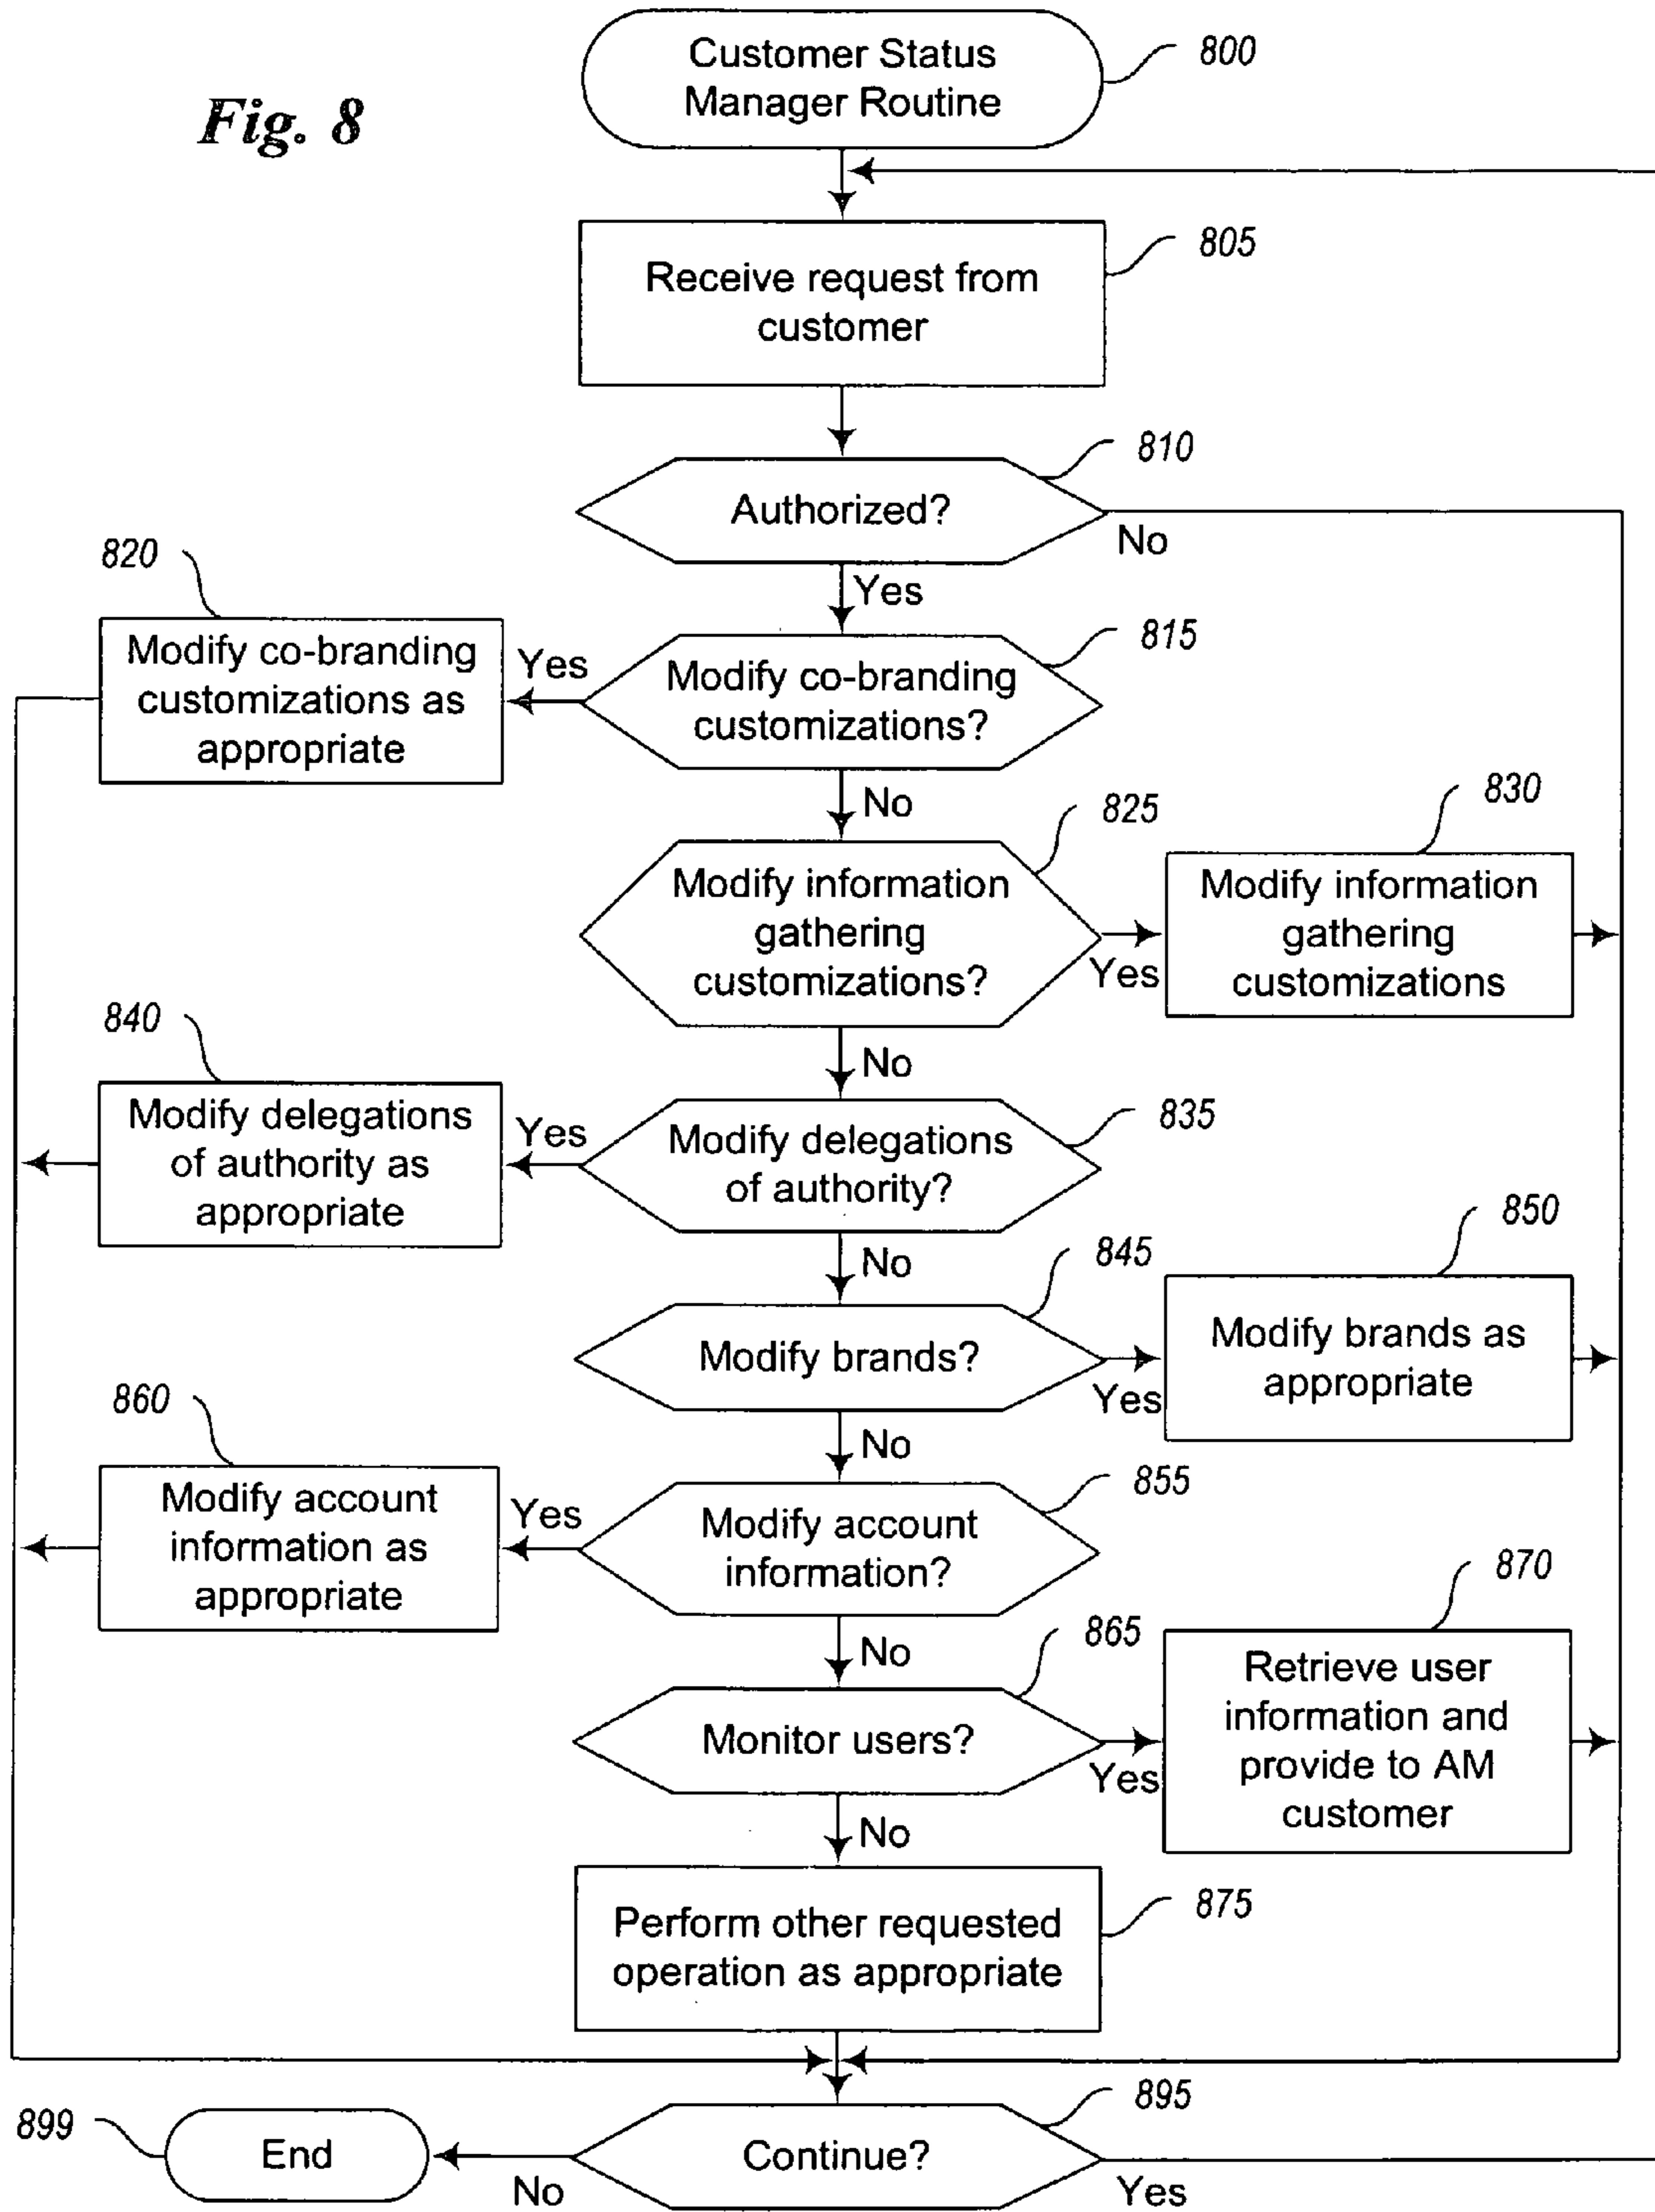 Fig. 8
Customer Status
Manager Routine
800
Receive request from
customer
805
Authorized?
810
No
Yes
Modify co-branding
customizations?
815
Yes
Modify co-branding
customizations as
appropriate
820
No
Modify information
gathering
customizations?
825
Yes
Modify information
gathering
customizations
830
No
Modify delegations
of authority?
835
Yes
Modify delegations
of authority as
appropriate
840
No
Modify brands?
845
Yes
Modify brands as
appropriate
850
No
Modify account
information?
855
Yes
Modify account
information as
appropriate
860
No
Monitor users?
865
Yes
Retrieve user
information and
provide to AM
customer
870
No
Perform other requested
operation as appropriate
875
Continue?
895
No
Yes
End
899